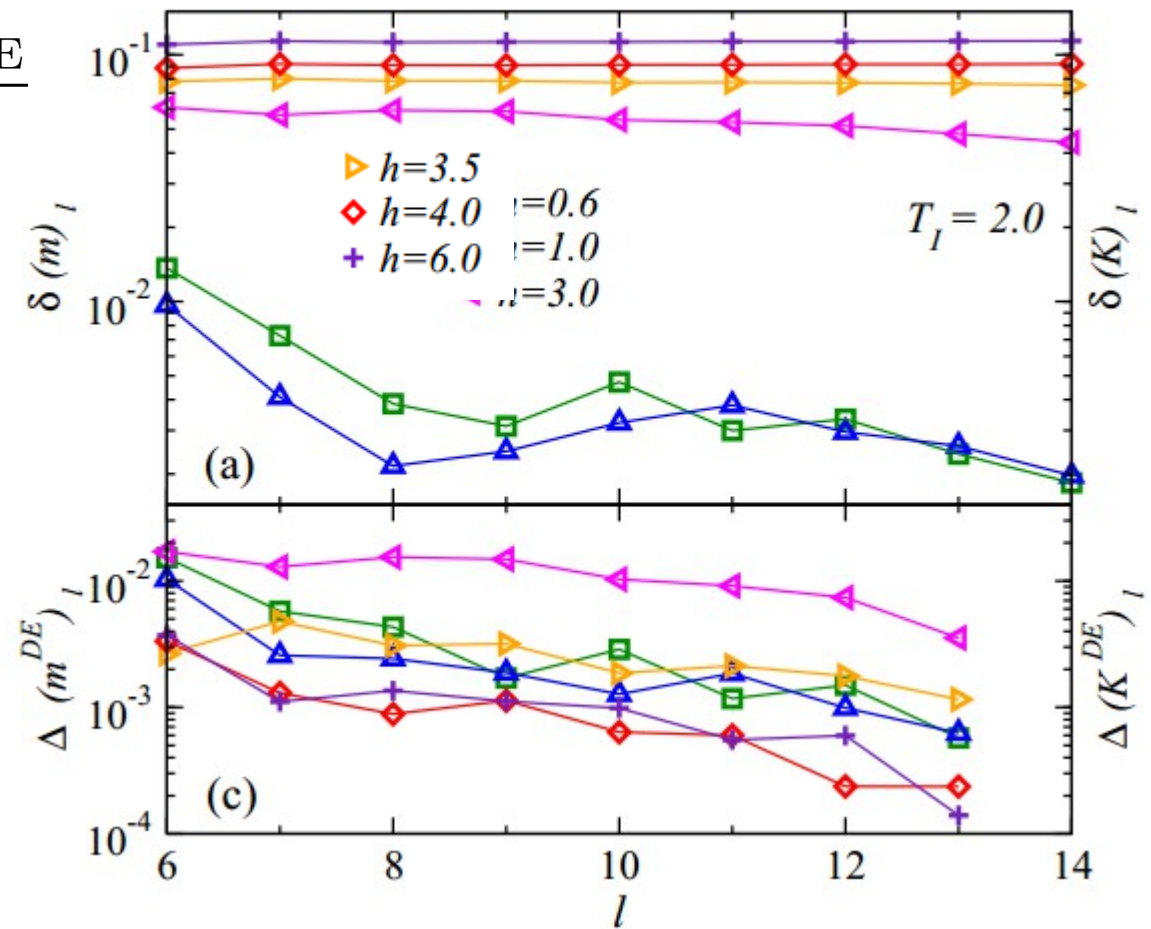 E
10^-1
h=3.5
h=4.0 =0.6
h=6.0 =1.0
=3.0
T_I = 2.0
δ (m)_l
δ (K)_l
10^-2
(a)
10^-2
Δ (m^DE)_l
Δ (K^DE)_l
10^-3
(c)
10^-4
6 8 10 12 14
l